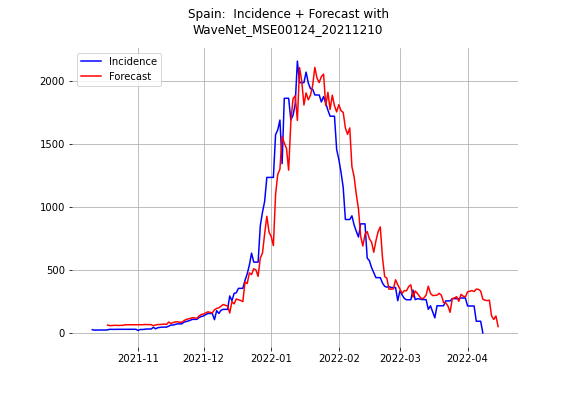 Spain:  Incidence + Forecast with
WaveNet_MSE00124_20211210
Incidence
Forecast
2000
1500
1000
500
0
2021-11 2021-12 2022-01 2022-02 2022-03 2022-04